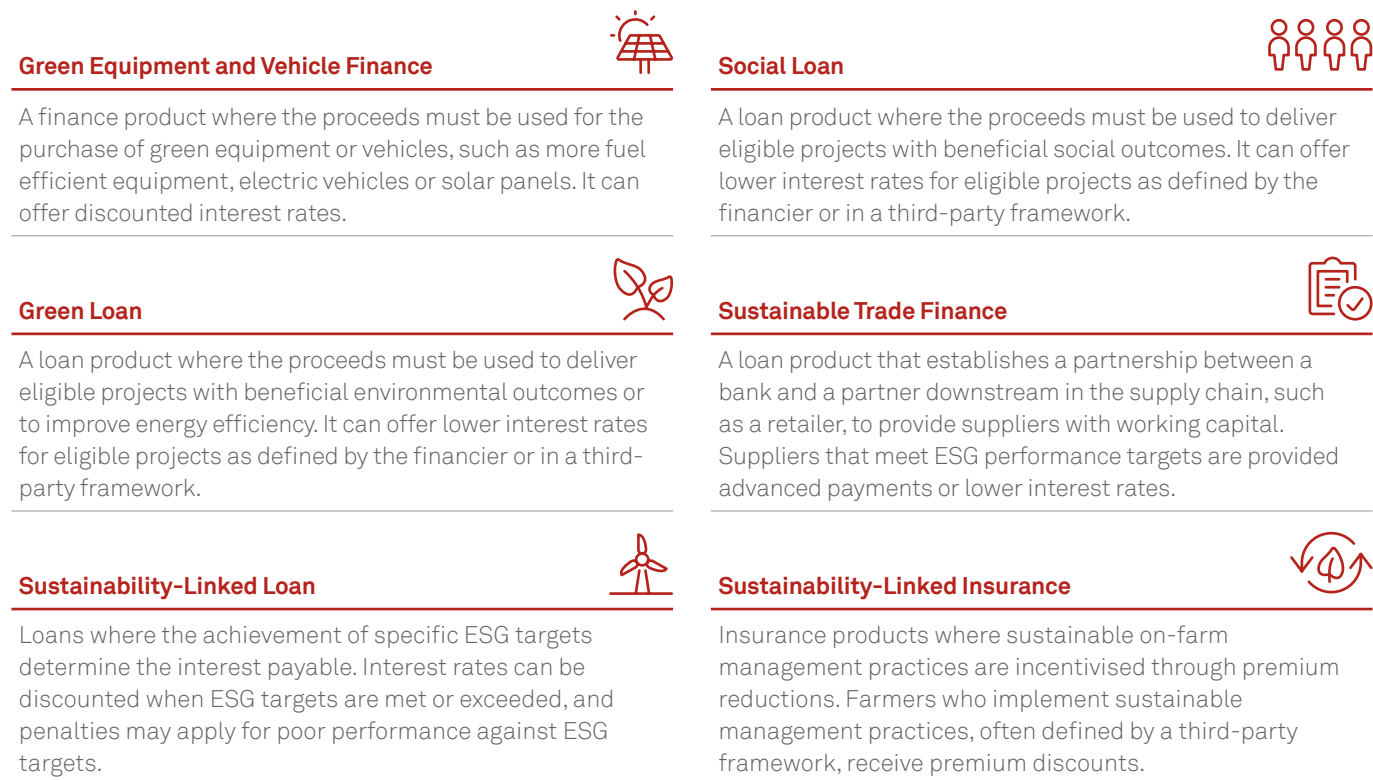 Green Equipment and Vehicle Finance
A finance product where the proceeds must be used for the
purchase of green equipment or vehicles, such as more fuel
efficient equipment, electric vehicles or solar panels. It can
offer discounted interest rates.
Social Loan
A loan product where the proceeds must be used to deliver
eligible projects with beneficial social outcomes. It can offer
lower interest rates for eligible projects as defined by the
financier or in a third-party framework.
Green Loan
A loan product where the proceeds must be used to deliver
eligible projects with beneficial environmental outcomes or
to improve energy efficiency. It can offer lower interest rates
for eligible projects as defined by the financier or in a third-
party framework.
Sustainable Trade Finance
A loan product that establishes a partnership between a
bank and a partner downstream in the supply chain, such
as a retailer, to provide suppliers with working capital.
Suppliers that meet ESG performance targets are provided
advanced payments or lower interest rates.
Sustainability-Linked Loan
Loans where the achievement of specific ESG targets
determine the interest payable. Interest rates can be
discounted when ESG targets are met or exceeded, and
penalties may apply for poor performance against ESG
targets.
Sustainability-Linked Insurance
Insurance products where sustainable on-farm
management practices are incentivised through premium
reductions. Farmers who implement sustainable
management practices, often defined by a third-party
framework, receive premium discounts.